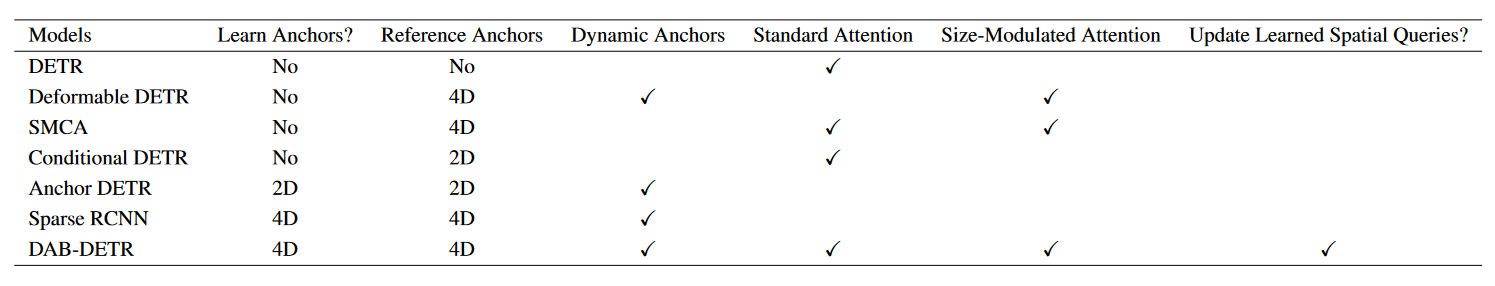 Models Learn Anchors? Reference Anchors Dynamic Anchors Standard Attention Size-Modulated Attention Update Learned Spatial Queries?
DETR No No ✓
Deformable DETR No 4D ✓ ✓
SMCA No 4D ✓ ✓
Conditional DETR No 2D ✓
Anchor DETR 2D 2D ✓
Sparse RCNN 4D 4D ✓
DAB-DETR 4D 4D ✓ ✓ ✓ ✓